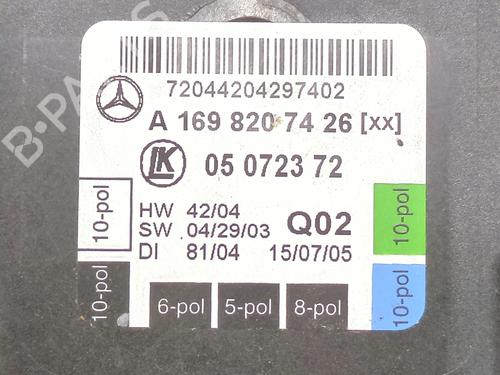 72044204297402
A 169 820 74 26 [xx]
LK 05 0723 72
HW 42/04
SW 04/29/03 Q02
DI 81/04 15/07/05
10-pol
10-pol
10-pol
10-pol
6-pol 5-pol 8-pol
B-PARTS